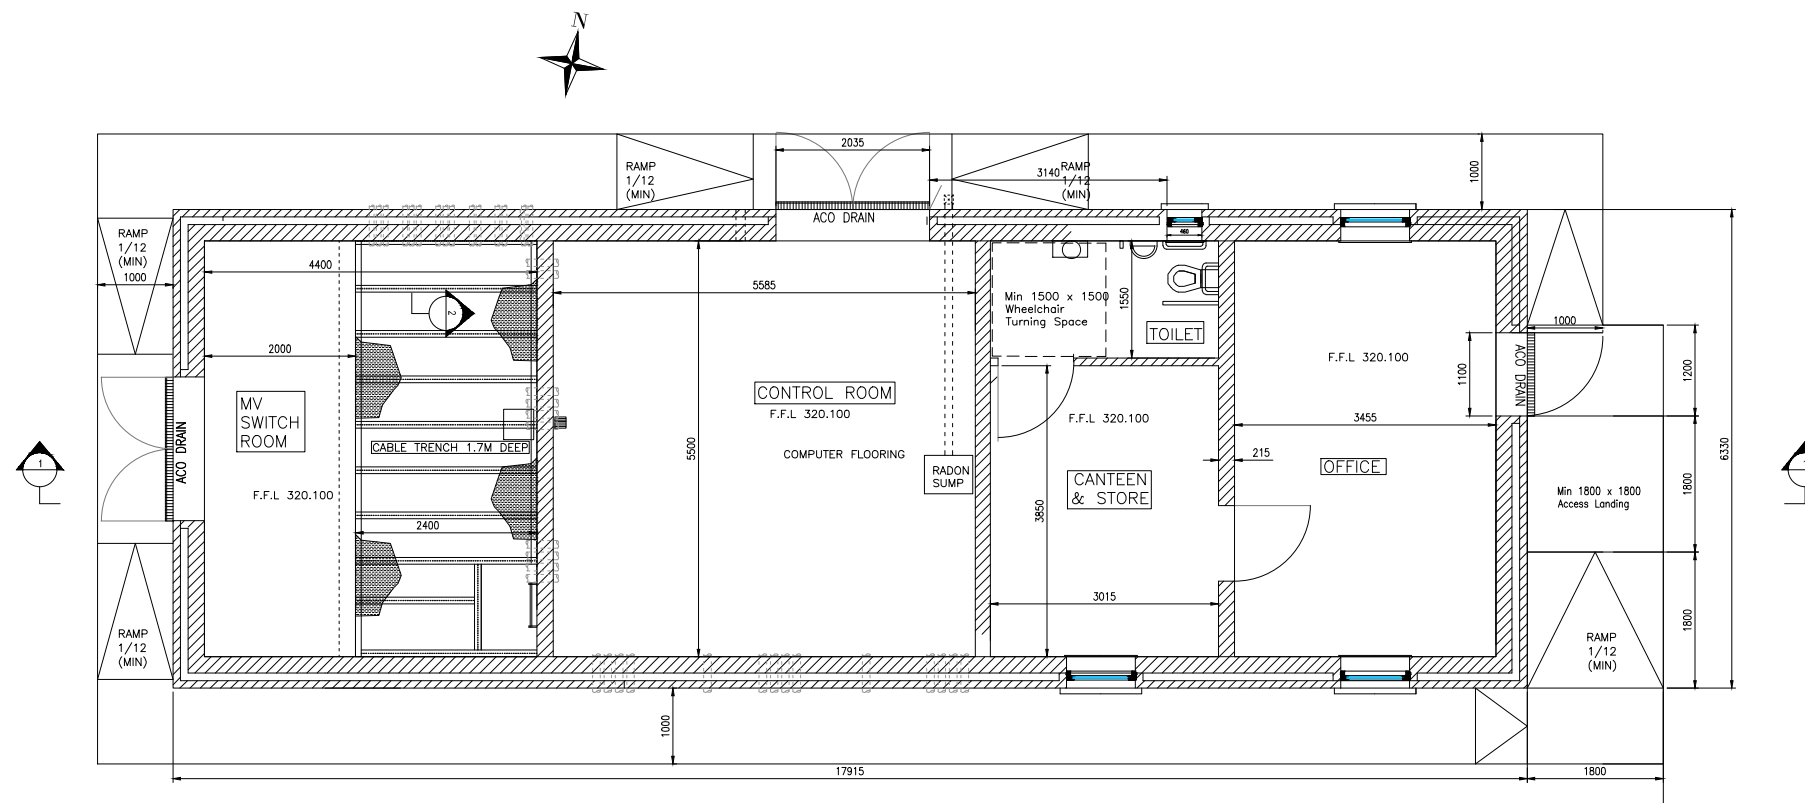 N
2035
RAMP
1/12
(MIN)
RAMP
1/12
(MIN)
3140
1000
ACO DRAIN
RAMP
1/12
(MIN)
1000
4400
5585
460
Min 1500 x 1500
Wheelchair
Turning Space
1550
TOILET
2
2000
1000
F.F.L 320.100
ACO DRAIN
1100
1200
MV
SWITCH
ROOM
CONTROL ROOM
F.F.L 320.100
F.F.L 320.100
3455
CABLE TRENCH 1.7M DEEP
5500
COMPUTER FLOORING
215
6330
ACO DRAIN
1
RADON
SUMP
CANTEEN
& STORE
OFFICE
1800
Min 1800 x 1800
Access Landing
F.F.L 320.100
2400
3850
3015
RAMP
1/12
(MIN)
RAMP
1/12
(MIN)
1800
1000
17915
1800